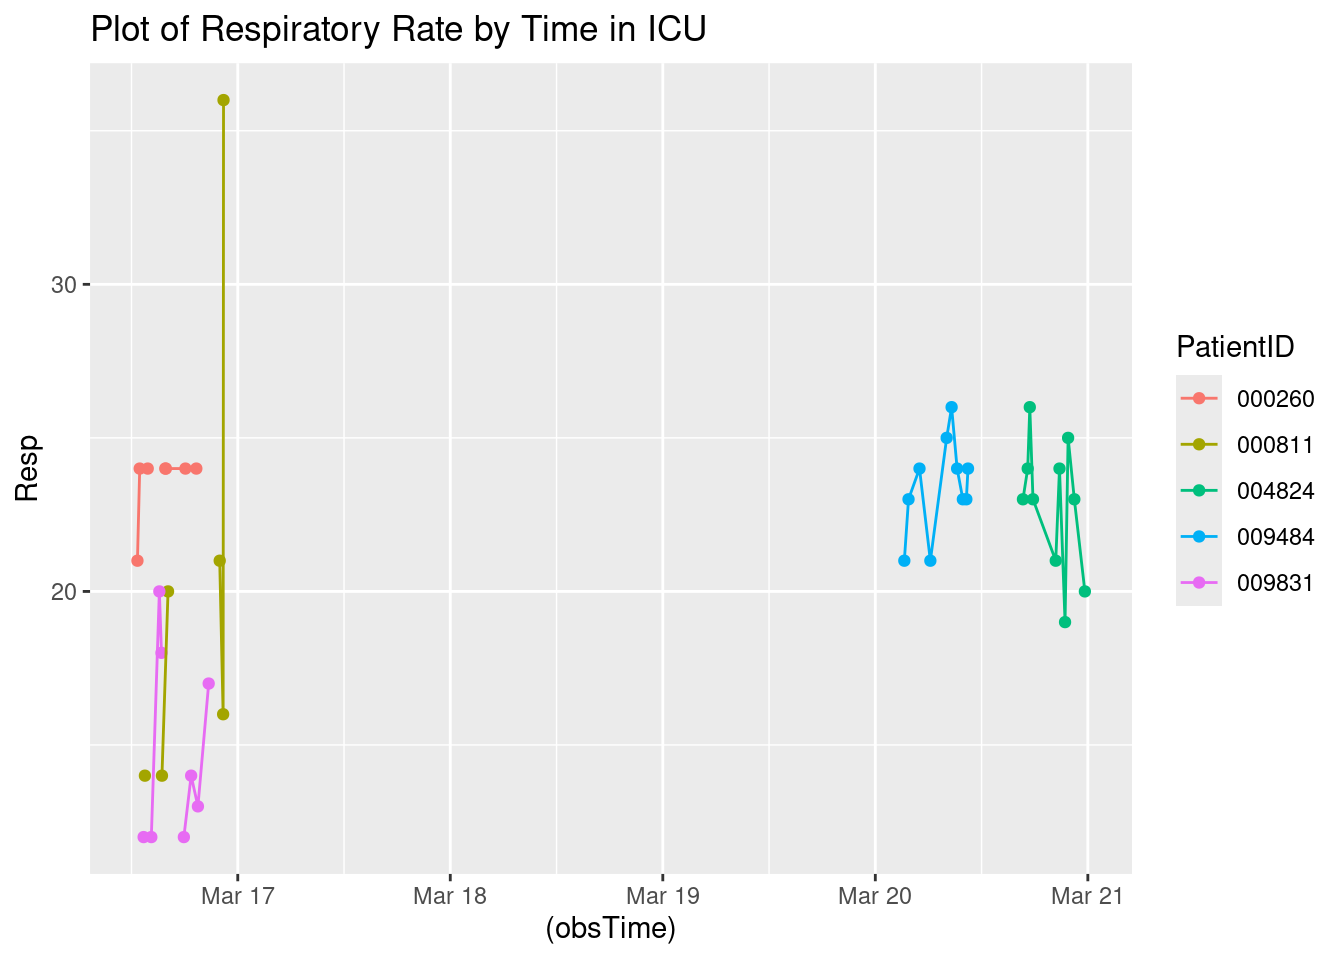 Plot of Respiratory Rate by Time in ICU
30
20
Resp
Mar 17
Mar 18
Mar 19
Mar 20
Mar 21
(obsTime)
PatientID
000260
000811
004824
009484
009831